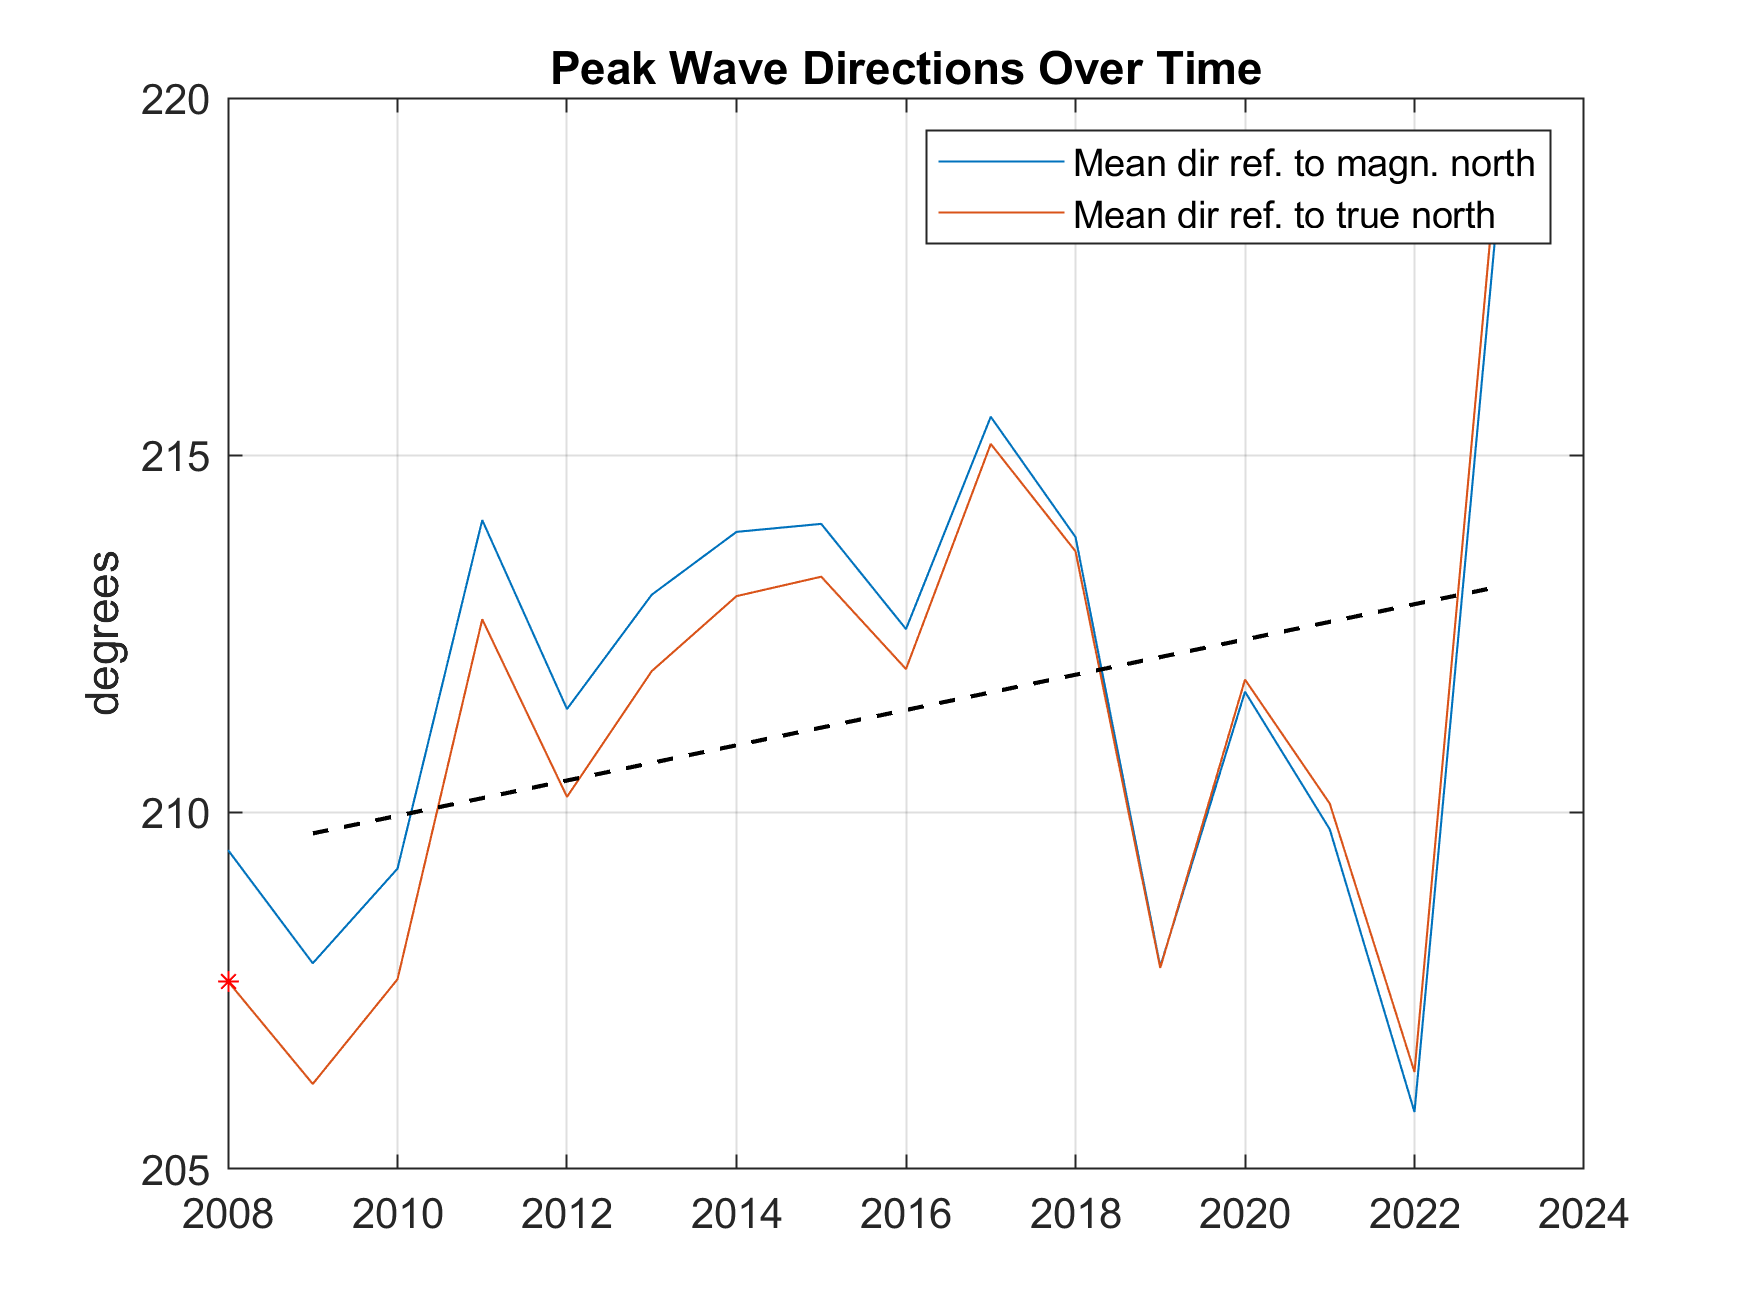 Peak Wave Directions Over Time
220
Mean dir ref. to magn. north
Mean dir ref. to true north
215
degrees
210
205
2008 2010 2012 2014 2016 2018 2020 2022 2024